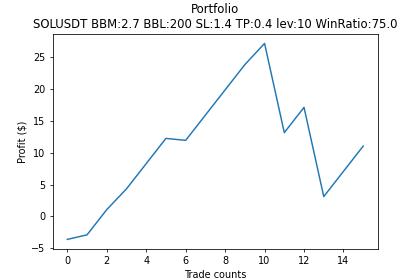 Portfolio
SOLUSDT BBM:2.7 BBL:200 SL:1.4 TP:0.4 lev:10 WinRatio:75.0
Profit ($)
25
20
15
10
5
0
−5
0 2 4 6 8 10 12 14
Trade counts